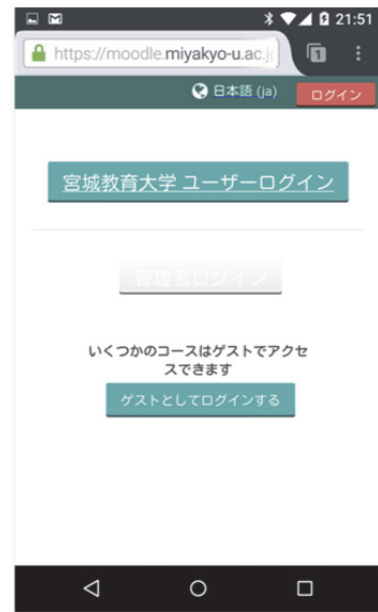 21:51
https://moodle.miyakyo-u.ac.j
1
日本語 (ja)
ログイン
宮城教育大学 ユーザーログイン
管理者ログイン
いくつかのコースはゲストでアクセ
スできます
ゲストとしてログインする